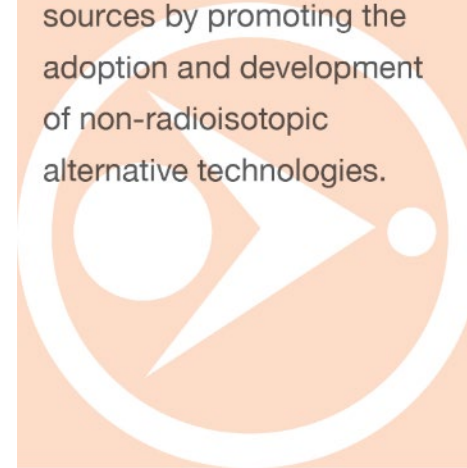 sources by promoting the
adoption and development
of non-radioisotopic
alternative technologies.